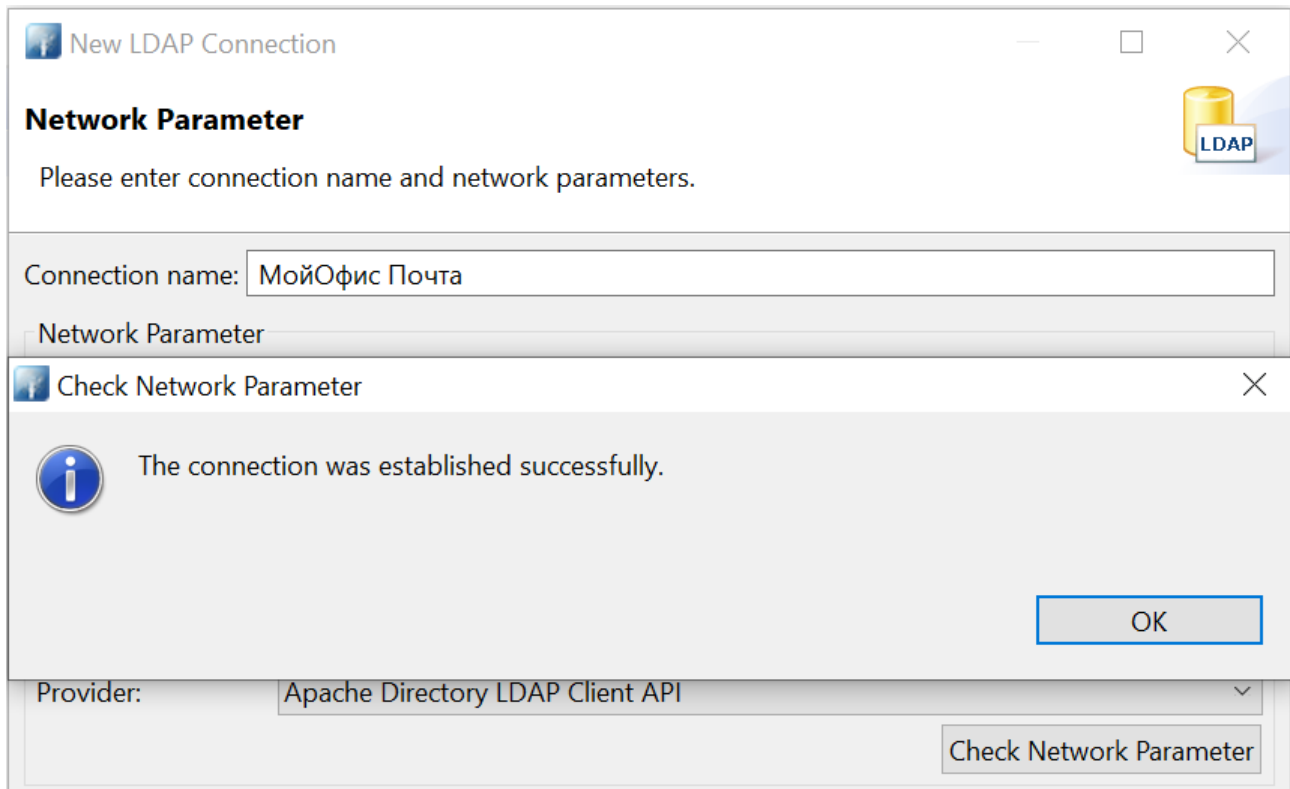 New LDAP Connection
Network Parameter
Please enter connection name and network parameters.
LDAP
Connection name: МойОфис Почта
Network Parameter
Check Network Parameter
The connection was established successfully.
OK
Provider: Apache Directory LDAP Client API
Check Network Parameter